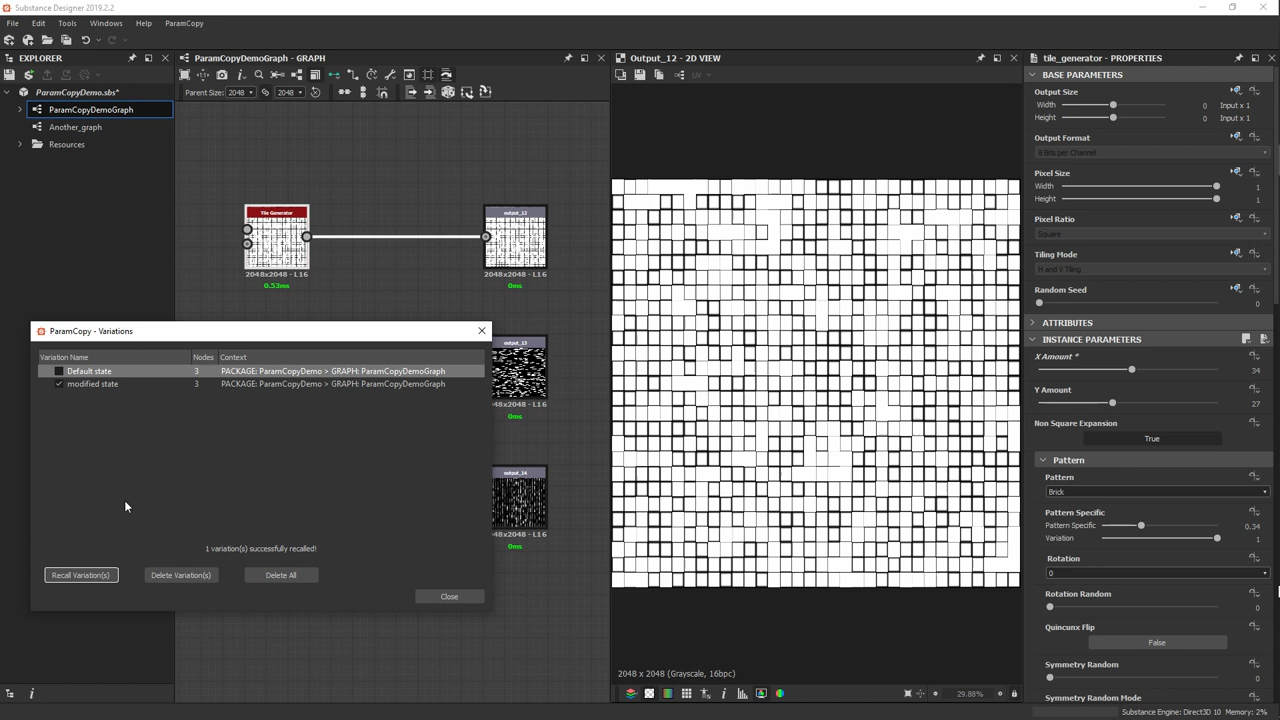 Substance Designer 2019.2.2
File Edit Tools Windows Help ParamCopy
EXPLORER
ParamCopyDemo.sbs*
ParamCopyDemoGraph
Another_graph
Resources
ParamCopyDemoGraph - GRAPH
Parent Size: 2048 2048
Tile Generator
2048x2048 - L16
0.53ms
output_12
2048x2048 - L16
0ms
output_13
48x2048 - L16
0ms
output_14
48x2048 - L16
0ms
ParamCopy - Variations
Variation Name Nodes Context
Default state 3 PACKAGE: ParamCopyDemo > GRAPH: ParamCopyDemoGraph
modified state 3 PACKAGE: ParamCopyDemo > GRAPH: ParamCopyDemoGraph
1 variation(s) successfully recalled!
Recall Variation(s) Delete Variation(s) Delete All
Close
Output_12 - 2D VIEW
UV
2048 x 2048 (Grayscale, 16bpc)
29.88%
tile_generator - PROPERTIES
BASE PARAMETERS
Output Size
Width 0 Input x 1
Height 0 Input x 1
Output Format
8 Bits per Channel
Pixel Size
Width 1
Height 1
Pixel Ratio
Square
Tiling Mode
H and V Tiling
Random Seed
0
ATTRIBUTES
INSTANCE PARAMETERS
X Amount *
34
Y Amount
27
Non Square Expansion
True
Pattern
Pattern
Brick
Pattern Specific
Pattern Specific 0.34
Variation 1
Rotation
0
Rotation Random
0
Quincunx Flip
False
Symmetry Random
0
Symmetry Random Mode
Substance Engine: Direct3D 10 Memory: 2%